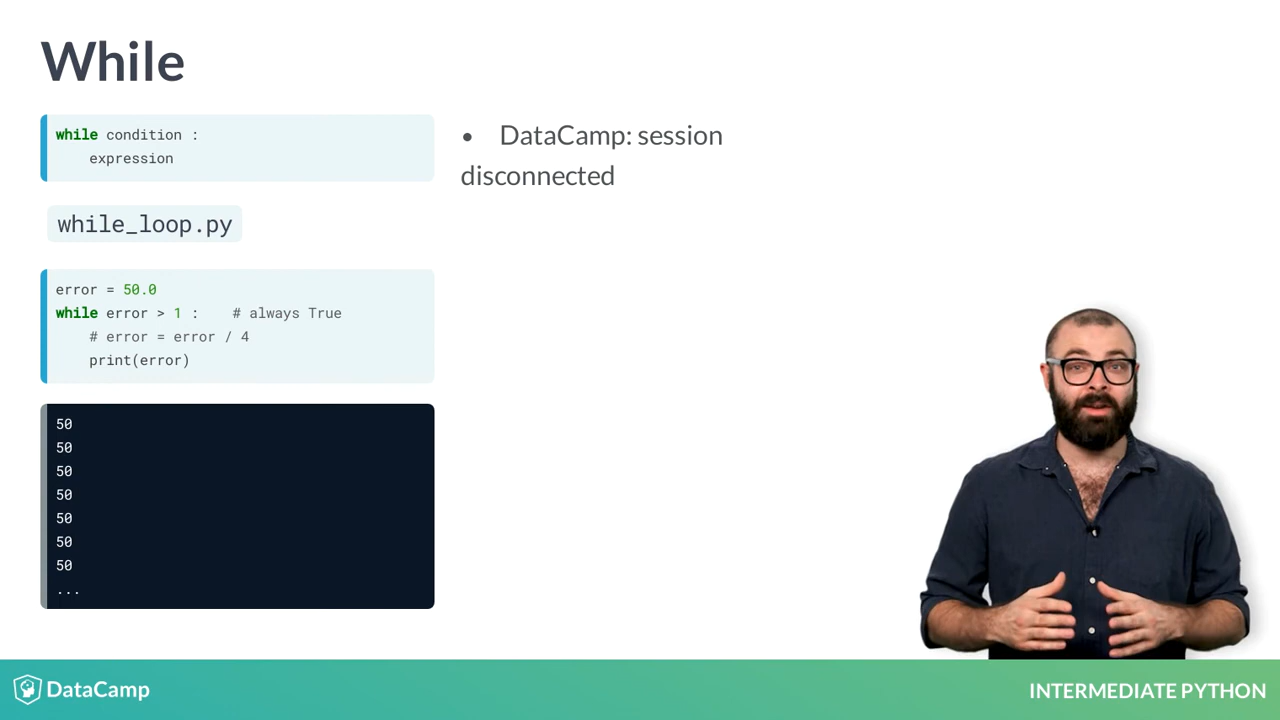 While
while condition :
    expression
• DataCamp: session
disconnected
while_loop.py
error = 50.0
while error > 1 :    # always True
    # error = error / 4
    print(error)
50
50
50
50
50
50
50
...
DataCamp
INTERMEDIATE PYTHON